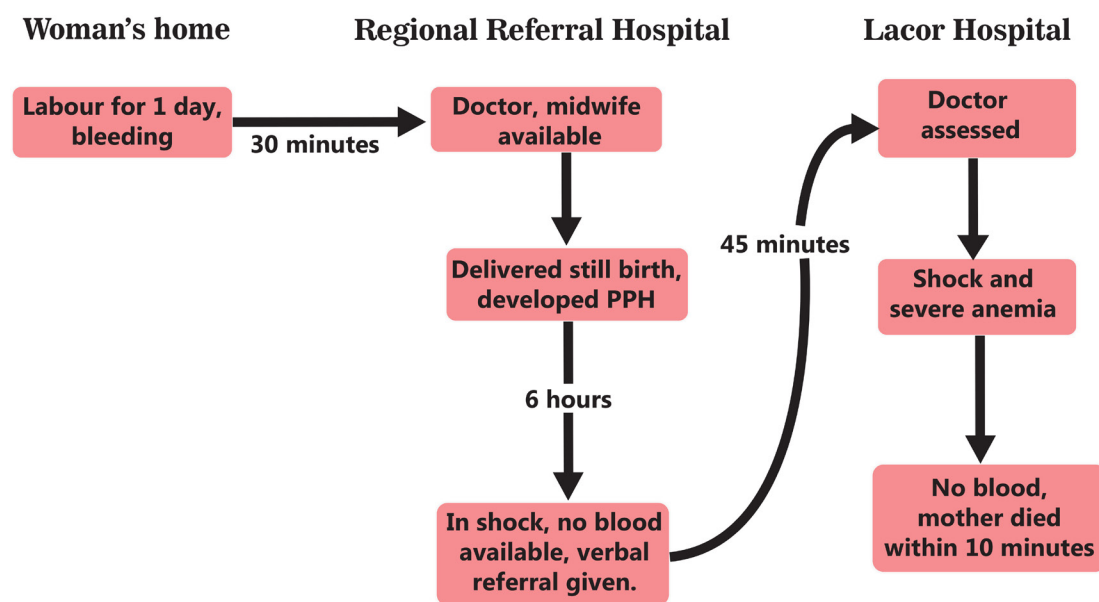 Woman's home
Labour for 1 day,
bleeding
30 minutes
Regional Referral Hospital
Doctor, midwife
available
Delivered still birth,
developed PPH
6 hours
In shock, no blood
available, verbal
referral given.
45 minutes
Lacor Hospital
Doctor
assessed
Shock and
severe anemia
No blood,
mother died
within 10 minutes